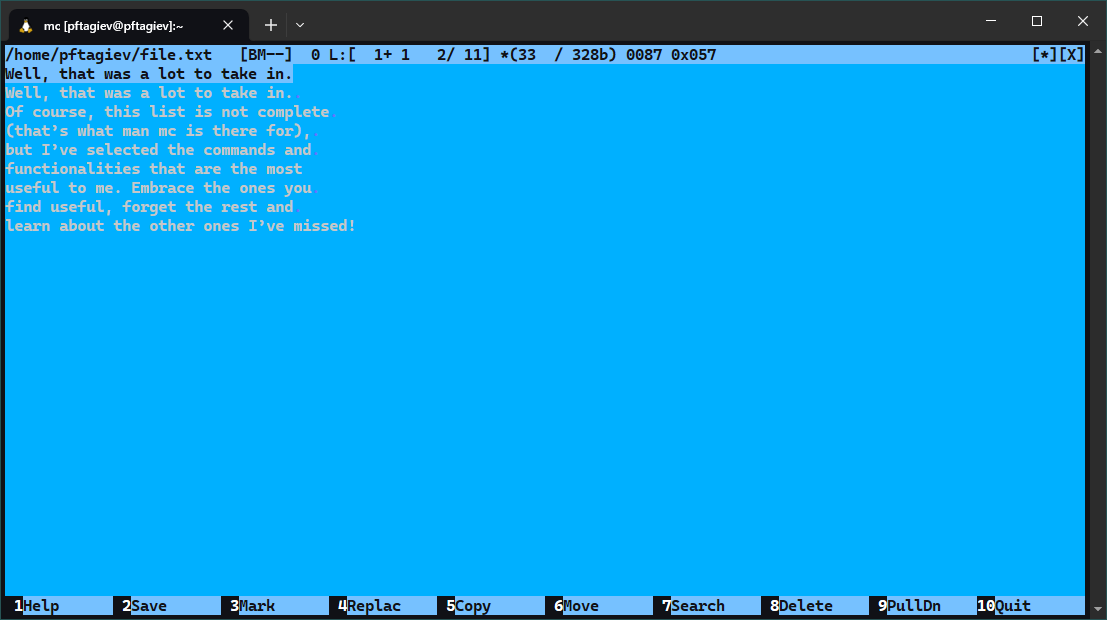 mc [pftagiev@pftagiev]:~
/home/pftagiev/file.txt   [BM--]  0 L:[  1+ 1   2/ 11] *(33  / 328b) 0087 0x057   [*][X]
Well, that was a lot to take in.
Well, that was a lot to take in.
Of course, this list is not complete
(that’s what man mc is there for),
but I’ve selected the commands and
functionalities that are the most
useful to me. Embrace the ones you
find useful, forget the rest and
learn about the other ones I’ve missed!
1Help 2Save 3Mark 4Replac 5Copy 6Move 7Search 8Delete 9PullDn 10Quit